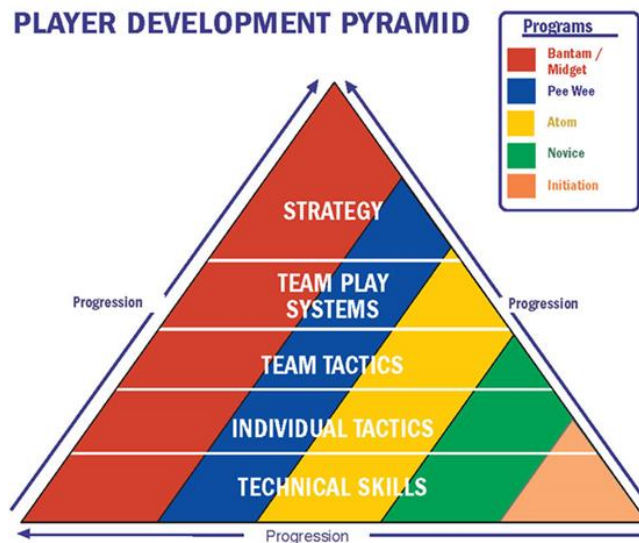 PLAYER DEVELOPMENT PYRAMID
Programs
Bantam /
Midget
Pee Wee
Atom
Novice
Initiation
STRATEGY
TEAM PLAY
SYSTEMS
Progression
Progression
TEAM TACTICS
INDIVIDUAL TACTICS
TECHNICAL SKILLS
Progression